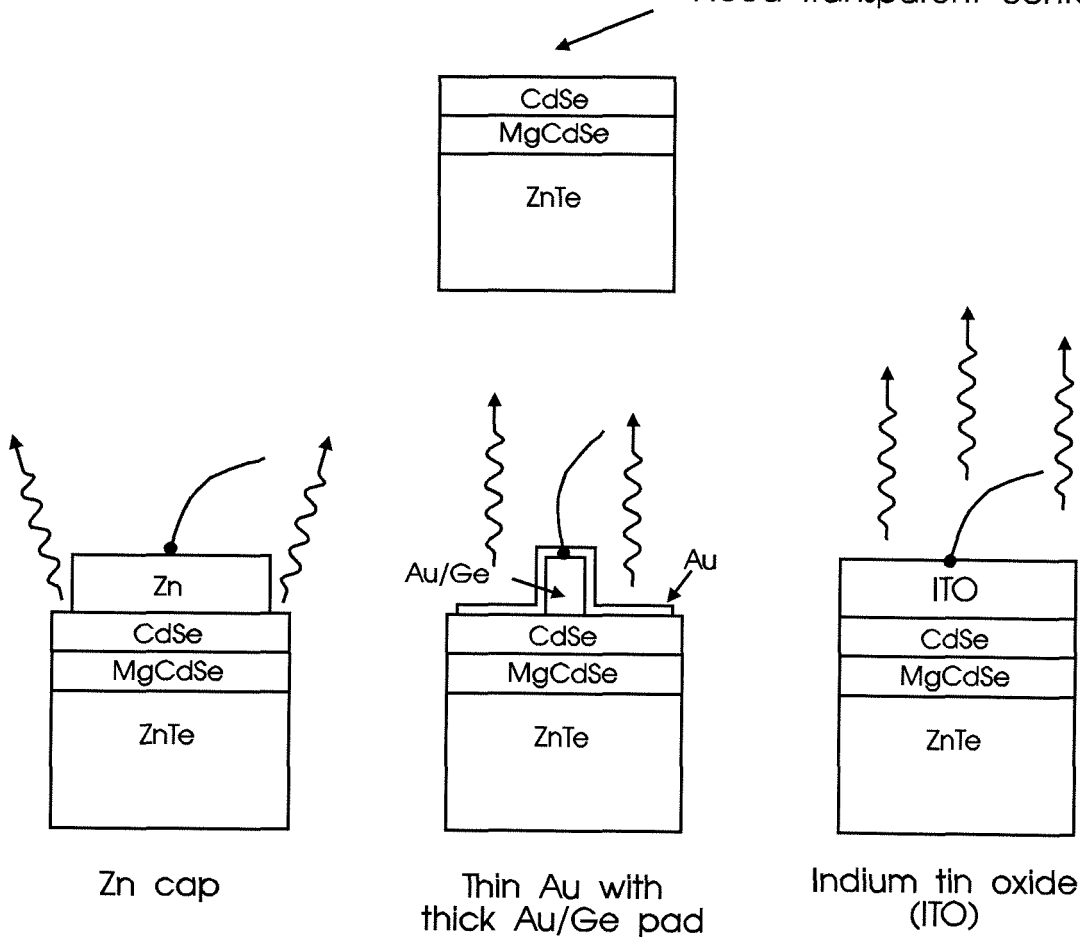 transparent
CdSe
MgCdSe
ZnTe
Zn
CdSe
MgCdSe
ZnTe
Zn cap
Au/Ge
Au
CdSe
MgCdSe
ZnTe
Thin Au with
thick Au/Ge pad
ITO
CdSe
MgCdSe
ZnTe
Indium tin oxide
(ITO)